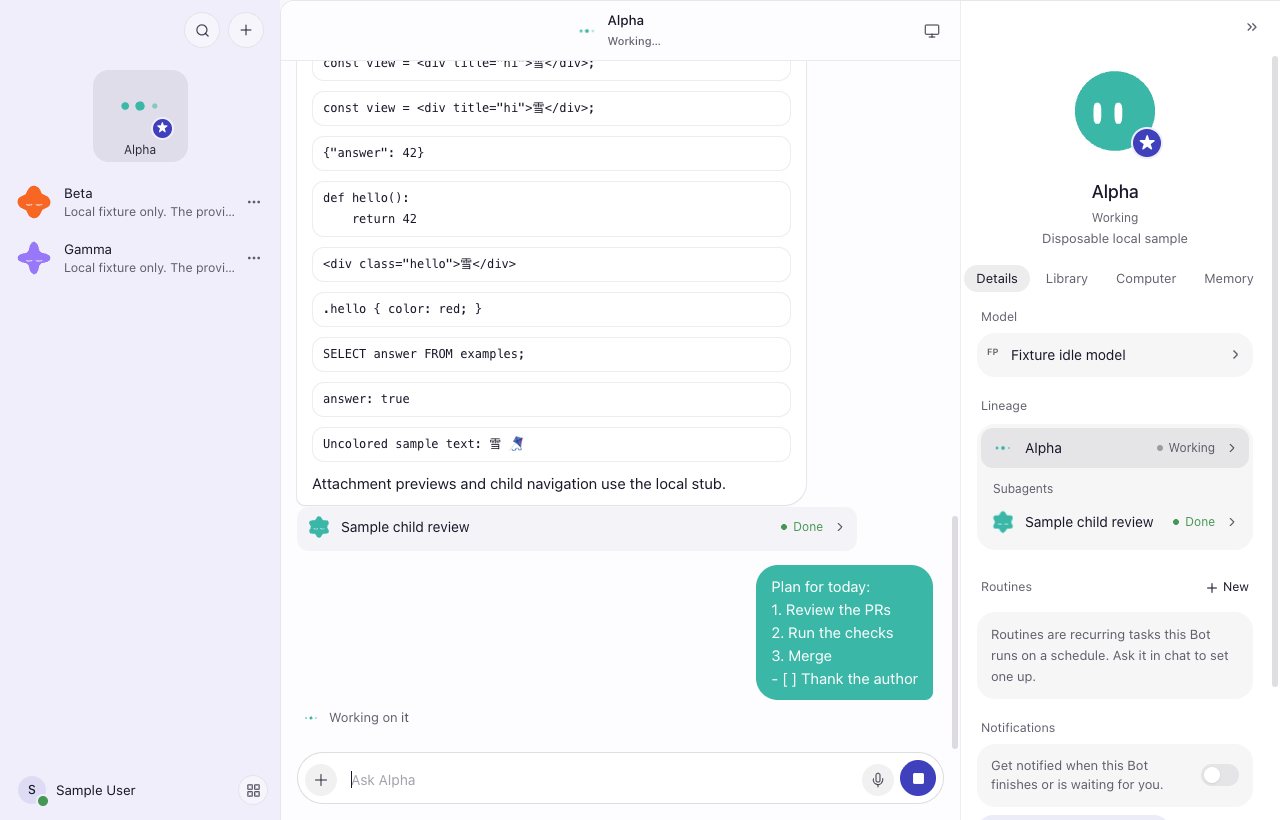 Alpha
Beta
Local fixture only. The provi...
Gamma
Local fixture only. The provi...
S
Sample User
Alpha
Working...
const view = <div title="hi">雪</div>;
const view = <div title="hi">雪</div>;
{"answer": 42}
def hello():
    return 42
<div class="hello">雪</div>
.hello { color: red; }
SELECT answer FROM examples;
answer: true
Uncolored sample text: 雪
Attachment previews and child navigation use the local stub.
Sample child review
Done
Plan for today:
1. Review the PRs
2. Run the checks
3. Merge
- [ ] Thank the author
Working on it
Ask Alpha
Alpha
Working
Disposable local sample
Details
Library
Computer
Memory
Model
FP
Fixture idle model
Lineage
Alpha
Working
Subagents
Sample child review
Done
Routines
New
Routines are recurring tasks this Bot
runs on a schedule. Ask it in chat to set
one up.
Notifications
Get notified when this Bot
finishes or is waiting for you.